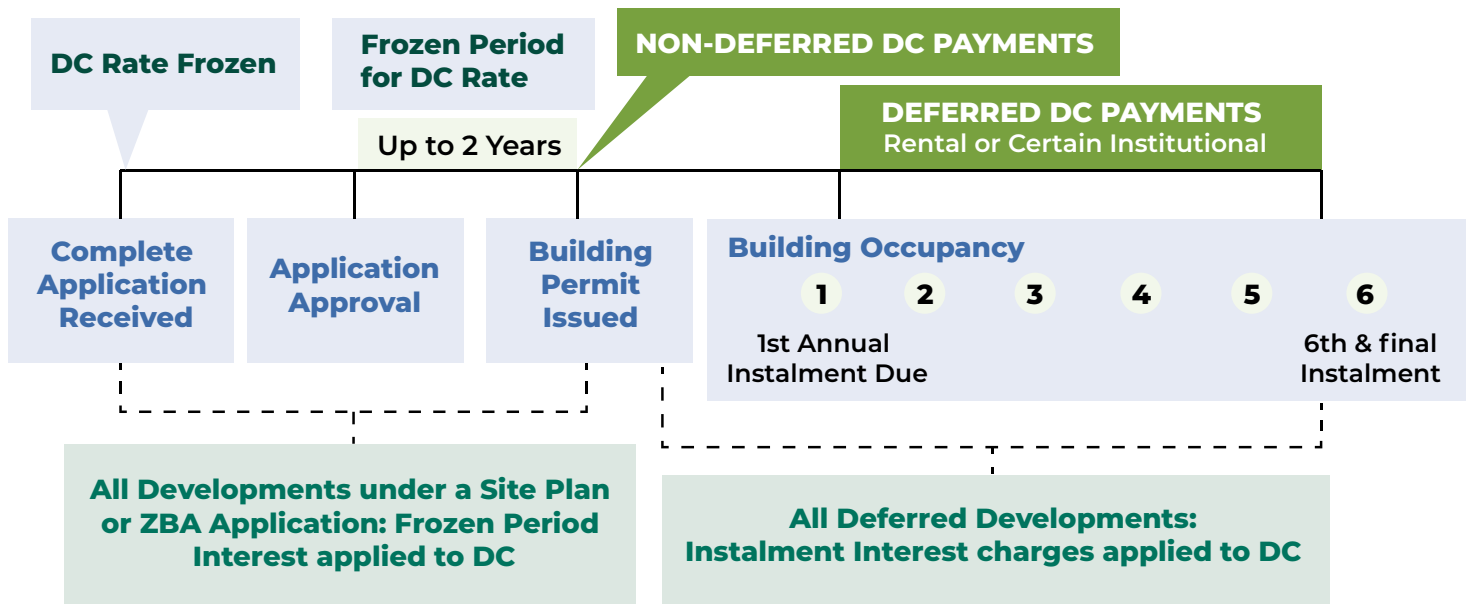 DC Rate Frozen
Frozen Period
for DC Rate
NON-DEFERRED DC PAYMENTS
DEFERRED DC PAYMENTS
Rental or Certain Institutional
Up to 2 Years
Complete
Application
Received
Application
Approval
Building
Permit
Issued
Building Occupancy
1 2 3 4 5 6
1st Annual
Instalment Due
6th & final
Instalment
All Developments under a Site Plan
or ZBA Application: Frozen Period
Interest applied to DC
All Deferred Developments:
Instalment Interest charges applied to DC